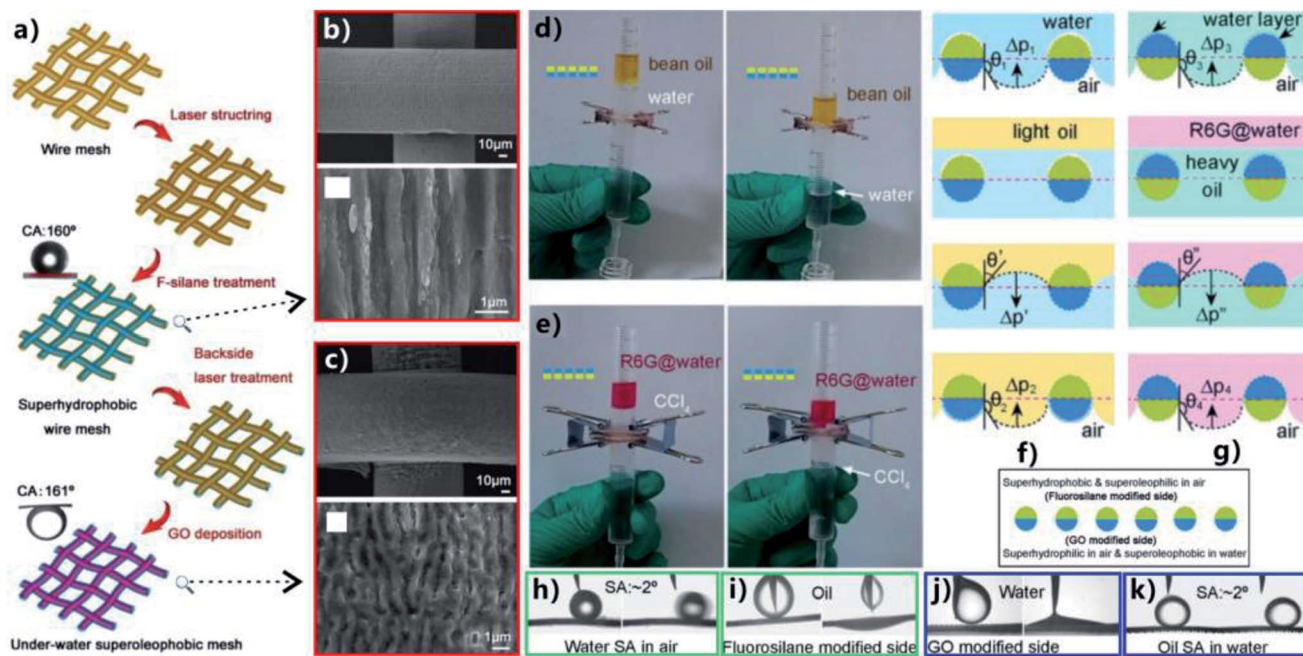 a)
Wire mesh
Laser structring
CA:160°
F-silane treatment
Superhydrophobic
wire mesh
Backside
laser treatment
CA:161°
GO deposition
Under-water superoleophobic mesh
b)
10μm
1μm
c)
10μm
1μm
d)
bean oil
water
bean oil
water
e)
R6G@water
CCl4
R6G@water
CCl4
water
θ1
Δp1
air
light oil
θ'
Δp'
θ2
Δp2
air
f)
water layer
θ3
Δp3
air
R6G@water
heavy
oil
θ"
Δp"
θ4
Δp4
air
g)
Superhydrophobic & superoleophilic in air
(Fluorosilane modified side)
(GO modified side)
Superhydrophilic in air & superoleophobic in water
h)
SA:~2°
Water SA in air
i)
Oil
Fluorosilane modified side
j)
Water
GO modified side
k)
SA:~2°
Oil SA in water